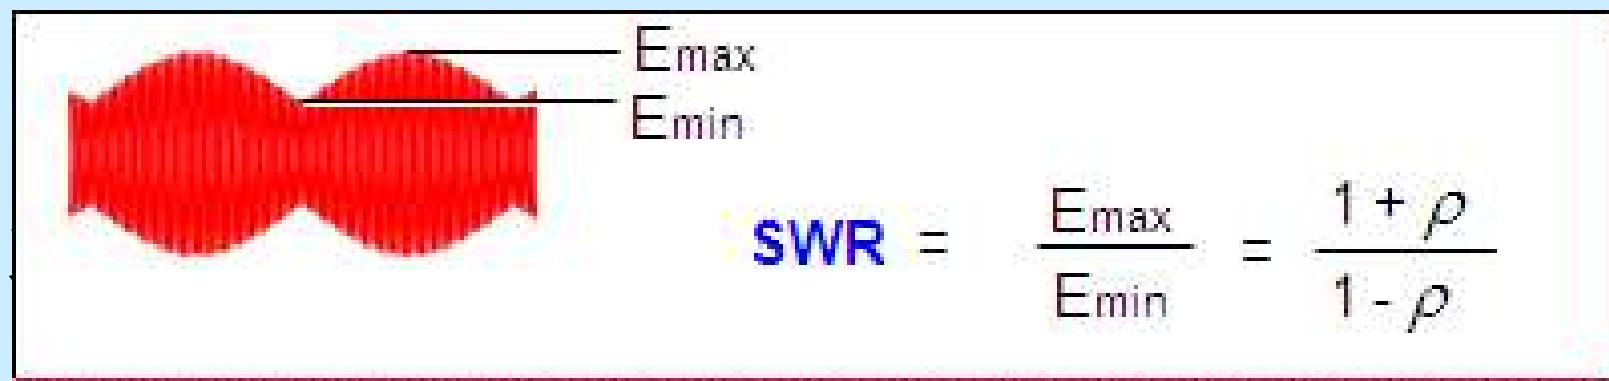 Emax
Emin
SWR = Emax / Emin = 1 + ρ / 1 - ρ